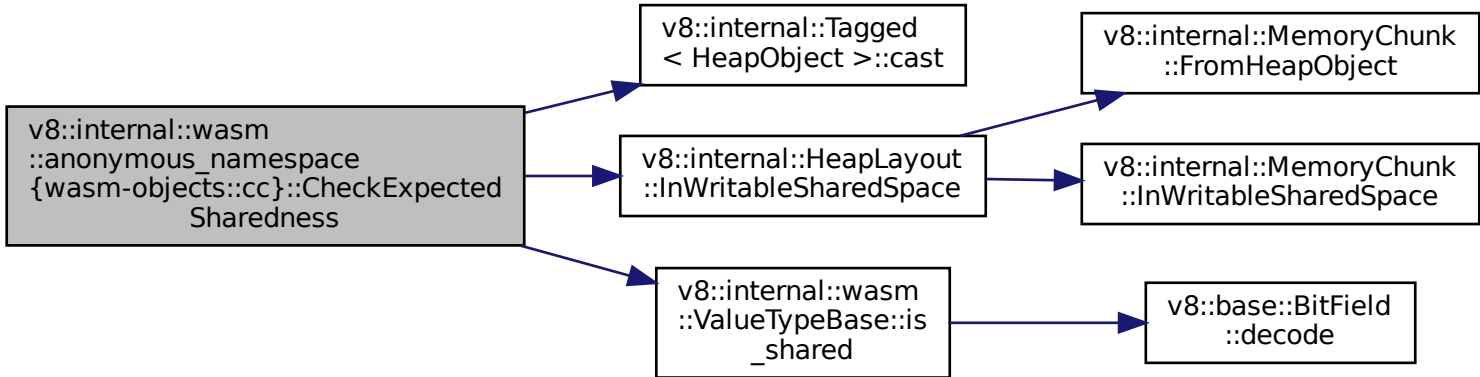 v8::internal::wasm
::anonymous_namespace
{wasm-objects::cc}::CheckExpected
Sharedness
v8::internal::Tagged
< HeapObject >::cast
v8::internal::HeapLayout
::InWritableSharedSpace
v8::internal::MemoryChunk
::FromHeapObject
v8::internal::MemoryChunk
::InWritableSharedSpace
v8::internal::wasm
::ValueTypeBase::is
_shared
v8::base::BitField
::decode